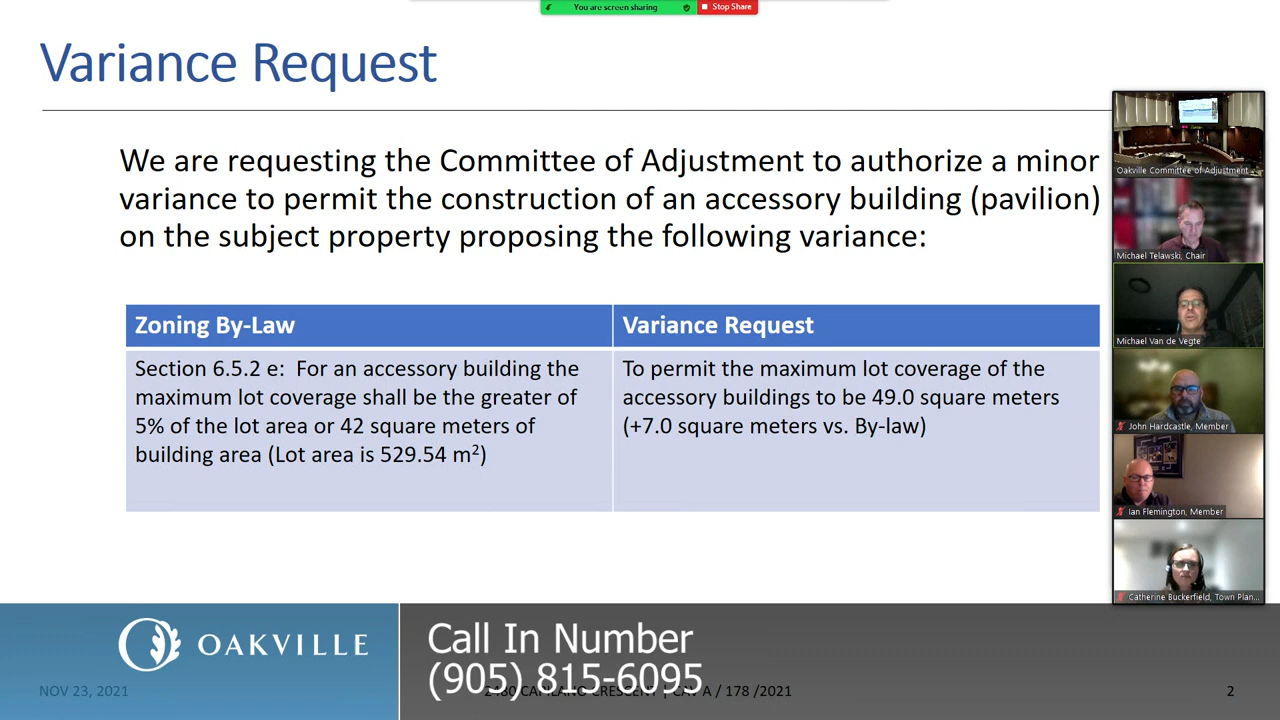 You are screen sharing
Stop Share
Variance Request
We are requesting the Committee of Adjustment to authorize a minor
variance to permit the construction of an accessory building (pavilion)
on the subject property proposing the following variance:
Zoning By-Law
Variance Request
Section 6.5.2 e: For an accessory building the
maximum lot coverage shall be the greater of
5% of the lot area or 42 square meters of
building area (Lot area is 529.54 m²)
To permit the maximum lot coverage of the
accessory buildings to be 49.0 square meters
(+7.0 square meters vs. By-law)
Oakville Committee of Adjustment
Michael Telawski, Chair
Michael Van de Vegte
John Hardcastle, Member
Ian Flemington, Member
Catherine Buckerfield, Town Plan...
OAKVILLE
Call In Number
(905) 815-6095
NOV 23, 2021
2480 CAPILANO CRESCENT | CAV A / 178 /2021
2